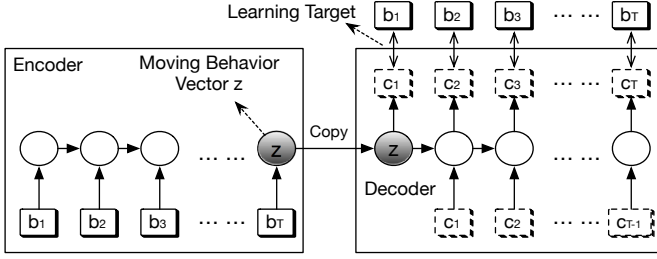 Learning Target
b1 b2 b3 ... ... bT
Encoder
Moving Behavior
Vector z
c1 c2 c3 ... ... cT
Copy
... ... z z ... ...
Decoder
b1 b2 b3 ... ... bT
c1 c2 ... ... cT-1